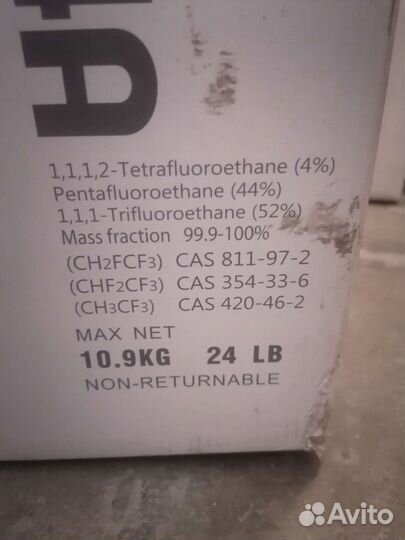 4A
1,1,1,2-Tetrafluoroethane (4%)
Pentafluoroethane (44%)
1,1,1-Trifluoroethane (52%)
Mass fraction 99.9-100%
(CH2FCF3) CAS 811-97-2
(CHF2CF3) CAS 354-33-6
(CH3CF3) CAS 420-46-2
MAX NET
10.9KG 24 LB
NON-RETURNABLE
Avito